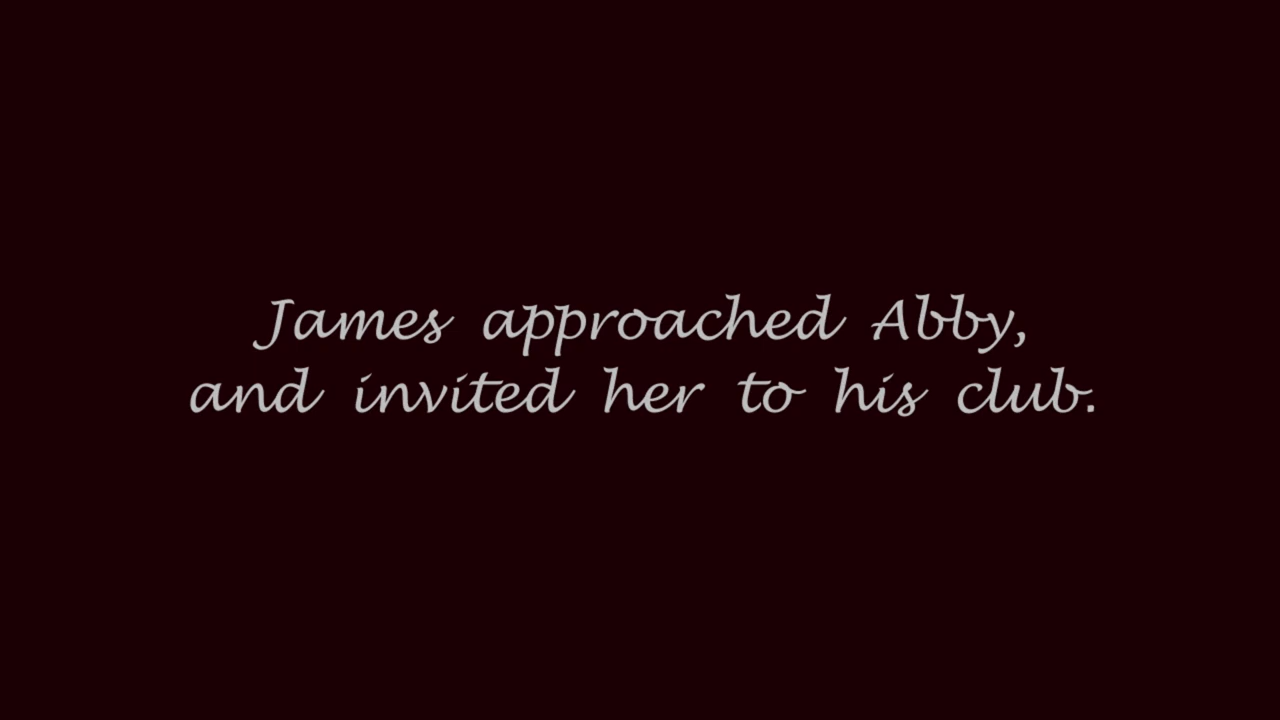 James approached Abby,
and invited her to his club.